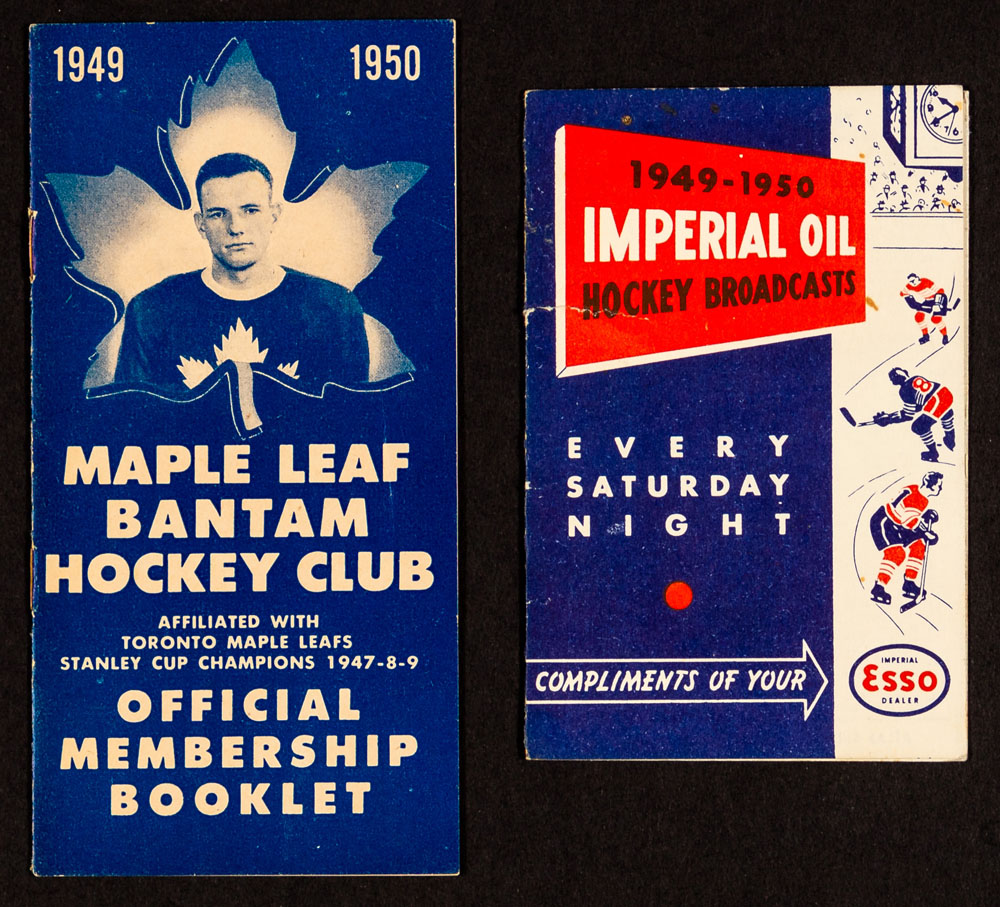 1949 1950
MAPLE LEAF
BANTAM
HOCKEY CLUB
AFFILIATED WITH
TORONTO MAPLE LEAFS
STANLEY CUP CHAMPIONS 1947-8-9
OFFICIAL
MEMBERSHIP
BOOKLET
1949-1950
IMPERIAL OIL
HOCKEY BROADCASTS
EVERY
SATURDAY
NIGHT
8
COMPLIMENTS OF YOUR
IMPERIAL
Esso
DEALER